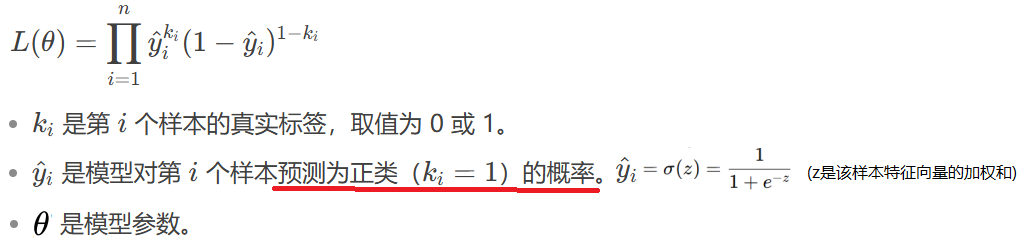 L(θ) = ∏_{i=1}^{n} ŷ_i^{k_i}(1 − ŷ_i)^{1−k_i}
• k_i 是第 i 个样本的真实标签，取值为 0 或 1。
• ŷ_i 是模型对第 i 个样本预测为正类（k_i = 1）的概率。 ŷ_i = σ(z) = 1/(1 + e^{−z}) (z是该样本特征向量的加权和)
• θ 是模型参数。